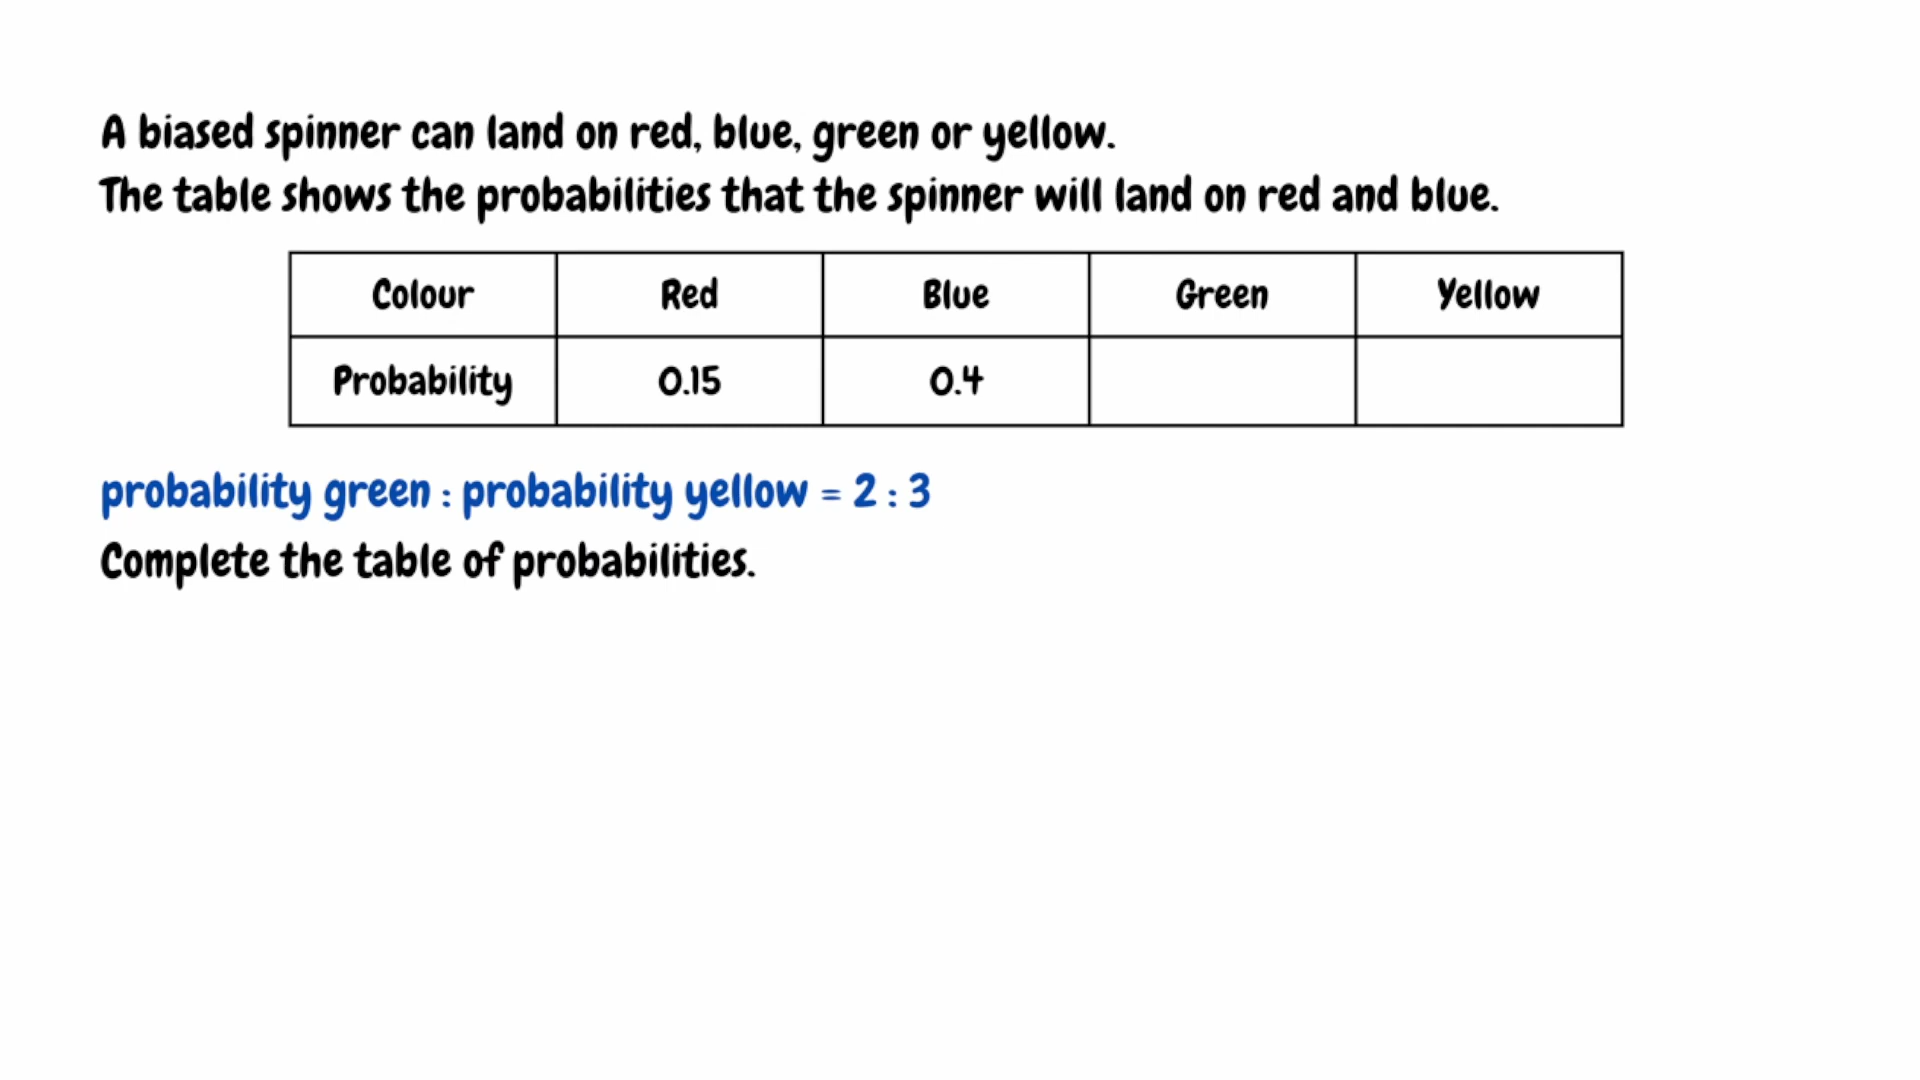 A biased spinner can land on red, blue, green or yellow.
The table shows the probabilities that the spinner will land on red and blue.
Colour Red Blue Green Yellow
Probability 0.15 0.4
probability green : probability yellow = 2 : 3
Complete the table of probabilities.